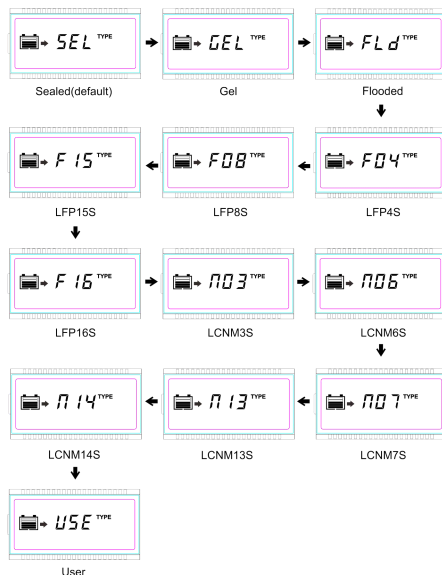 SEL TYPE
Sealed(default)
GEL TYPE
Gel
FLd TYPE
Flooded
F15 TYPE
LFP15S
F08 TYPE
LFP8S
F04 TYPE
LFP4S
F16 TYPE
LFP16S
n03 TYPE
LCNM3S
n06 TYPE
LCNM6S
n14 TYPE
LCNM14S
n13 TYPE
LCNM13S
n07 TYPE
LCNM7S
USE TYPE
User